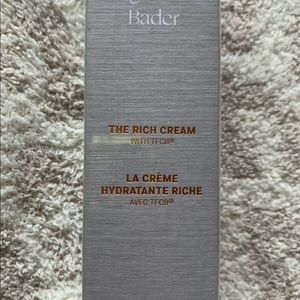 Bader
THE RICH CREAM
WITH TFC8®
LA CRÈME
HYDRATANTE RICHE
AVEC TFC8®